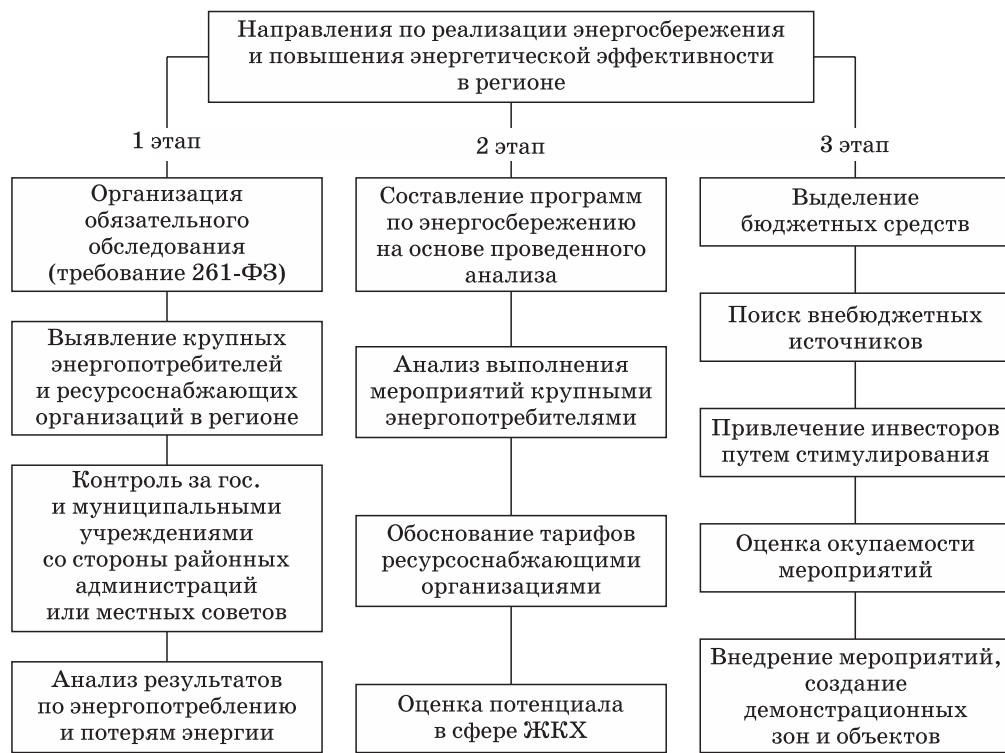 Направления по реализации энергосбережения
и повышения энергетической эффективности
в регионе
1 этап
Организация
обязательного
обследования
(требование 261-ФЗ)
Выявление крупных
энергопотребителей
и ресурсоснабжающих
организаций в регионе
Контроль за гос.
и муниципальными
учреждениями
со стороны районных
администраций
или местных советов
Анализ результатов
по энергопотреблению
и потерям энергии
2 этап
Составление программ
по энергосбережению
на основе проведенного
анализа
Анализ выполнения
мероприятий крупными
энергопотребителями
Обоснование тарифов
ресурсоснабжающими
организациями
Оценка потенциала
в сфере ЖКХ
3 этап
Выделение
бюджетных средств
Поиск внебюджетных
источников
Привлечение инвесторов
путем стимулирования
Оценка окупаемости
мероприятий
Внедрение мероприятий,
создание
демонстрационных
зон и объектов